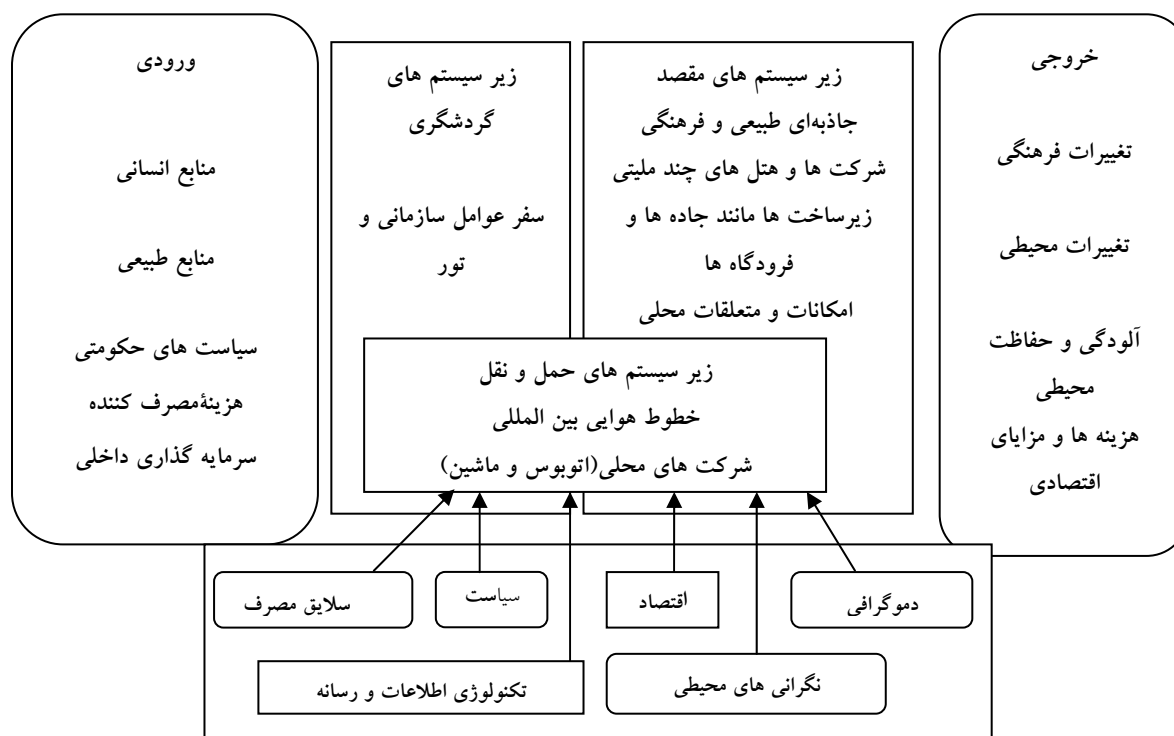 ورودی
منابع انسانی
منابع طبیعی
سیاست های حکومتی
هزینۀمصرف کننده
سرمایه گذاری داخلی
زیر سیستم های
گردشگری
سفر عوامل سازمانی و
تور
زیر سیستم های مقصد
جاذبه‌ای طبیعی و فرهنگی
شرکت ها و هتل های چند ملیتی
زیرساخت ها مانند جاده ها و
فرودگاه ها
امکانات و متعلقات محلی
خروجی
تغییرات فرهنگی
تغییرات محیطی
آلودگی و حفاظت
محیطی
هزینه ها و مزایای
اقتصادی
زیر سیستم های حمل و نقل
خطوط هوایی بین المللی
شرکت های محلی(اتوبوس و ماشین)
سلایق مصرف
سیاست
اقتصاد
دموگرافی
تکنولوژی اطلاعات و رسانه
نگرانی های محیطی